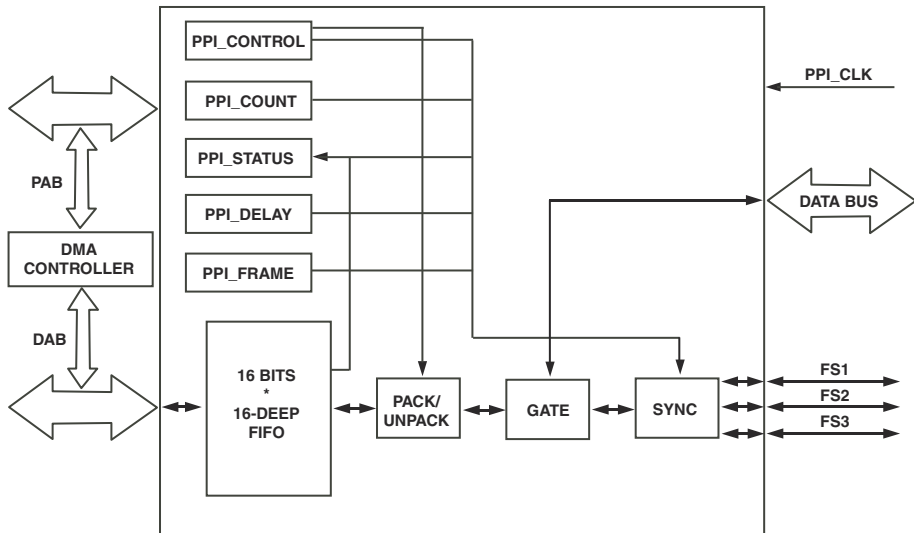 PPI_CONTROL
PPI_COUNT
PPI_STATUS
PPI_DELAY
PPI_FRAME
PPI_CLK
DATA BUS
PAB
DMA
CONTROLLER
DAB
16 BITS
*
16-DEEP
FIFO
PACK/
UNPACK
GATE
SYNC
FS1
FS2
FS3